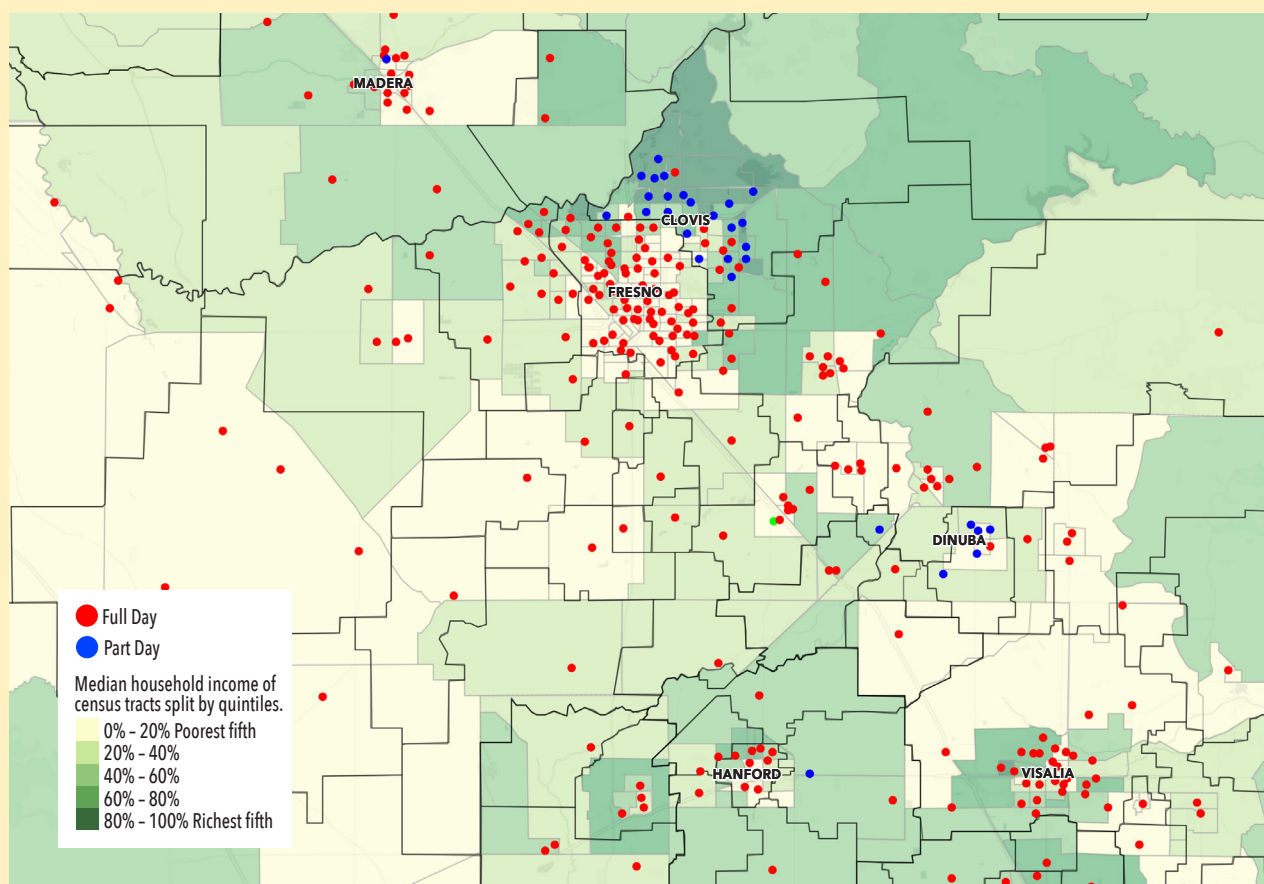 MADERA
CLOVIS
FRESNO
DINUBA
HANFORD
VISALIA
Full Day
Part Day
Median household income of
census tracts split by quintiles.
0% – 20% Poorest fifth
20% – 40%
40% – 60%
60% – 80%
80% – 100% Richest fifth